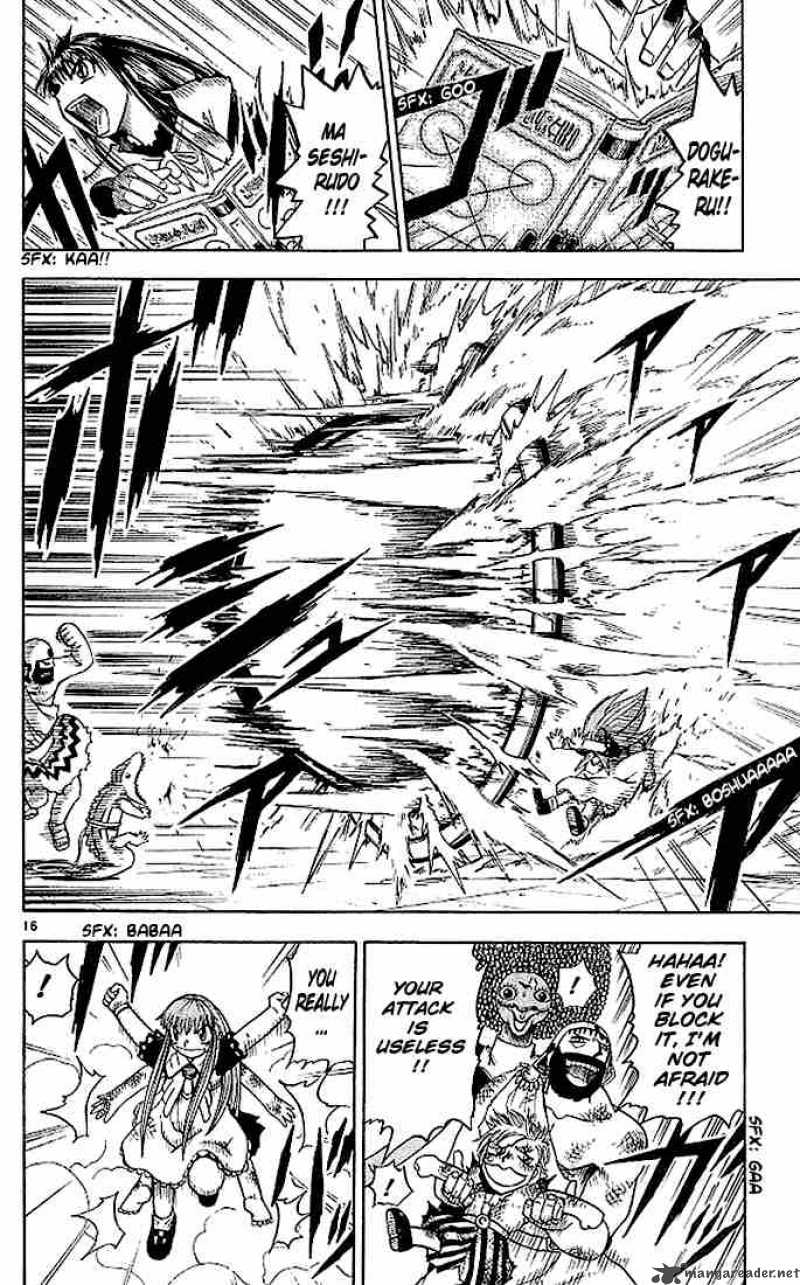 DOGU-
RAKE-
RU!!
SFX: GOO
ゴ
MA
SESHI-
RUDO
!!!
SFX: KAA!!
SFX: BOSHUAAAAA
16
SFX: BABAA
HAHAA!
EVEN
IF YOU
BLOCK
IT, I'M
NOT
AFRAID
!!!
!
YOUR
ATTACK
IS
USELESS
!!
!
SFX: GAA
YOU
REALLY
...
!
mangareader.net